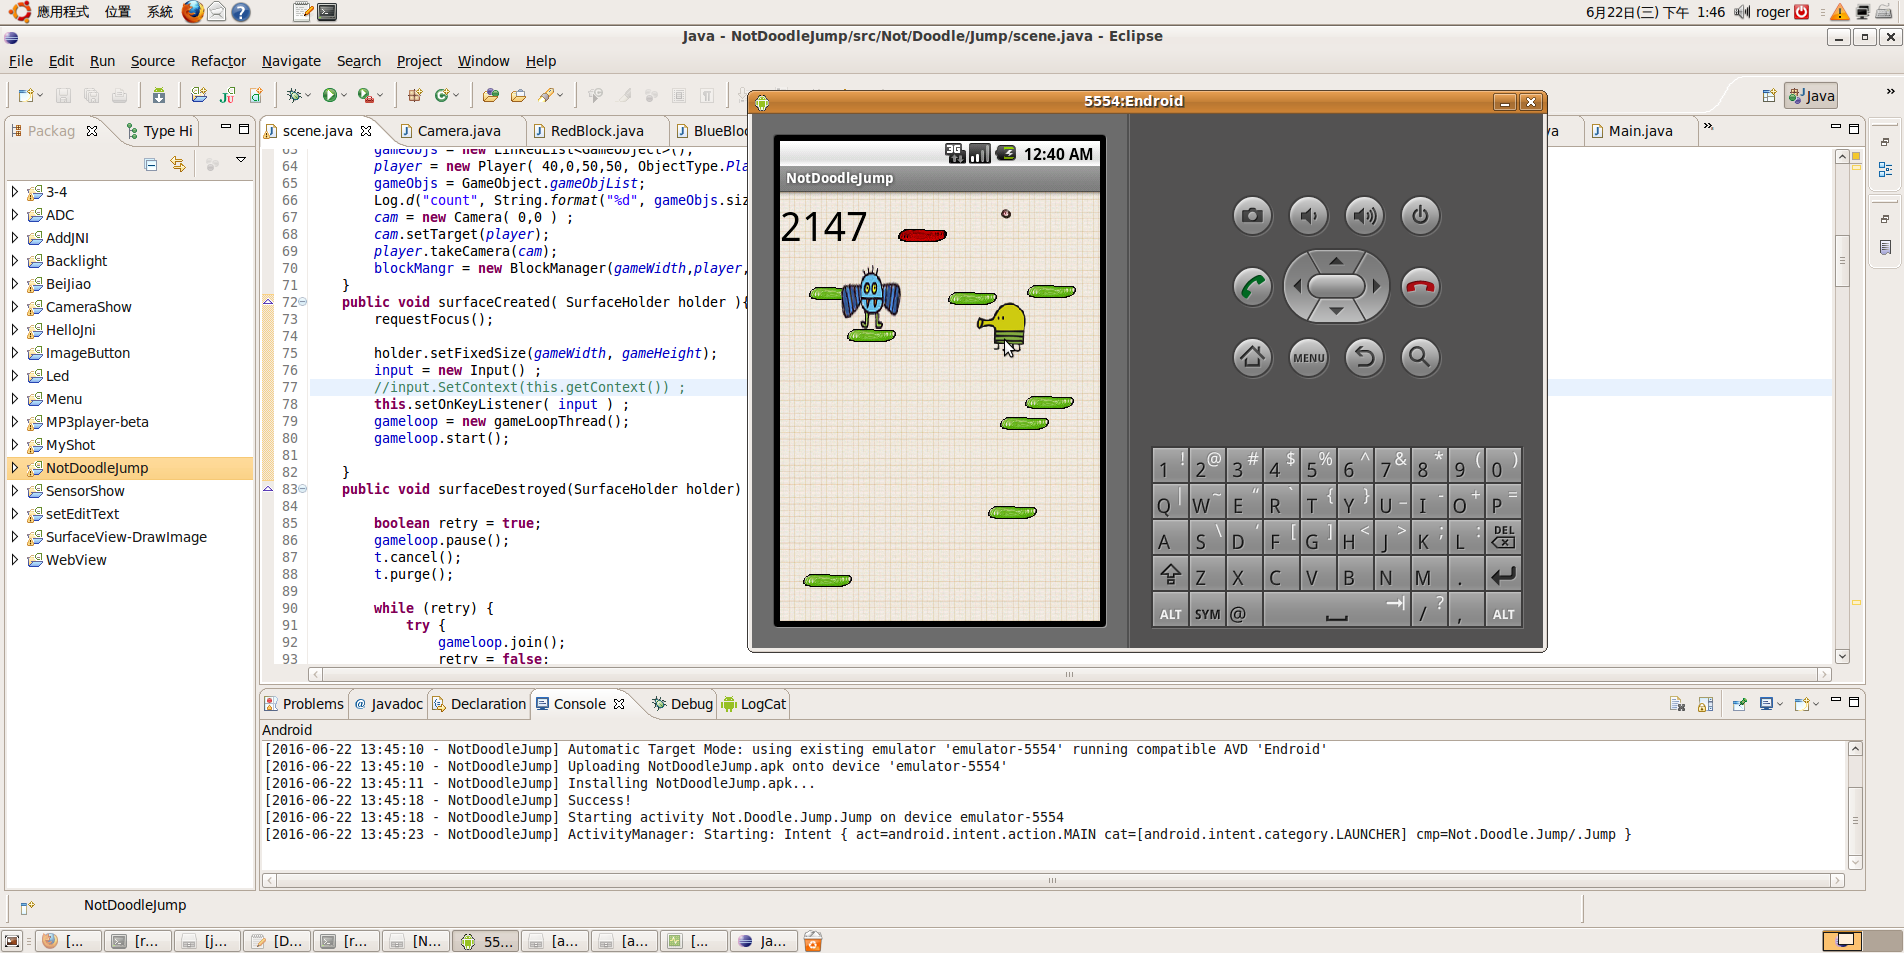 應用程式 位置 系統
6月22日(三) 下午 1:46 roger
Java - NotDoodleJump/src/Not/Doodle/Jump/scene.java - Eclipse
File Edit Run Source Refactor Navigate Search Project Window Help
Java
Packag
Type Hi
scene.java
Camera.java
RedBlock.java
BlueBloc
va
Main.java
3-4
ADC
AddJNI
Backlight
BeiJiao
CameraShow
HelloJni
ImageButton
Led
Menu
MP3player-beta
MyShot
NotDoodleJump
SensorShow
setEditText
SurfaceView-DrawImage
WebView
63 gameObjs = new LinkedList<GameObject>();
64 player = new Player( 40,0,50,50, ObjectType.Pla
65 gameObjs = GameObject.gameObjList;
66 Log.d("count", String.format("%d", gameObjs.siz
67 cam = new Camera( 0,0 ) ;
68 cam.setTarget(player);
69 player.takeCamera(cam);
70 blockMangr = new BlockManager(gameWidth,player,
71 }
72 public void surfaceCreated( SurfaceHolder holder ){
73 requestFocus();
74
75 holder.setFixedSize(gameWidth, gameHeight);
76 input = new Input() ;
77 //input.SetContext(this.getContext()) ;
78 this.setOnKeyListener( input ) ;
79 gameloop = new gameLoopThread();
80 gameloop.start();
81
82 }
83 public void surfaceDestroyed(SurfaceHolder holder)
84
85 boolean retry = true;
86 gameloop.pause();
87 t.cancel();
88 t.purge();
89
90 while (retry) {
91 try {
92 gameloop.join();
93 retry = false;
5554:Endroid
3G 12:40 AM
NotDoodleJump
2147
MENU
1 ! 2 @ 3 # 4 $ 5 % 6 ^ 7 & 8 * 9 ( 0 )
Q | W ~ E " R ` T { Y } U _ I - O + P =
A S \ D ' F [ G ] H < J > K ; L : DEL
Z X C V B N M .
ALT SYM @ / ? , ALT
Problems @ Javadoc Declaration Console Debug LogCat
Android
[2016-06-22 13:45:10 - NotDoodleJump] Automatic Target Mode: using existing emulator 'emulator-5554' running compatible AVD 'Endroid'
[2016-06-22 13:45:10 - NotDoodleJump] Uploading NotDoodleJump.apk onto device 'emulator-5554'
[2016-06-22 13:45:11 - NotDoodleJump] Installing NotDoodleJump.apk...
[2016-06-22 13:45:18 - NotDoodleJump] Success!
[2016-06-22 13:45:18 - NotDoodleJump] Starting activity Not.Doodle.Jump.Jump on device emulator-5554
[2016-06-22 13:45:23 - NotDoodleJump] ActivityManager: Starting: Intent { act=android.intent.action.MAIN cat=[android.intent.category.LAUNCHER] cmp=Not.Doodle.Jump/.Jump }
NotDoodleJump
[... [r... [j... [D... [r... [N... 55... [a... [a... [... Ja...